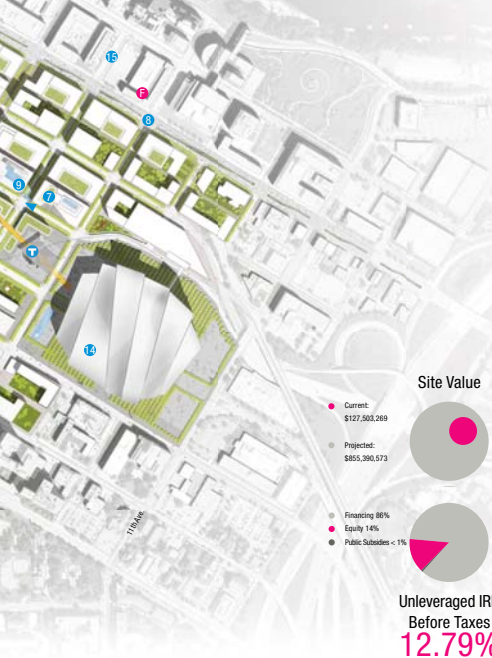 15
F
8
9
7
T
14
Site Value
Current:
$127,503,269
Projected:
$855,390,573
11th Ave.
Financing 86%
Equity 14%
Public Subsidies < 1%
Unleveraged IR
Before Taxes
12.79%